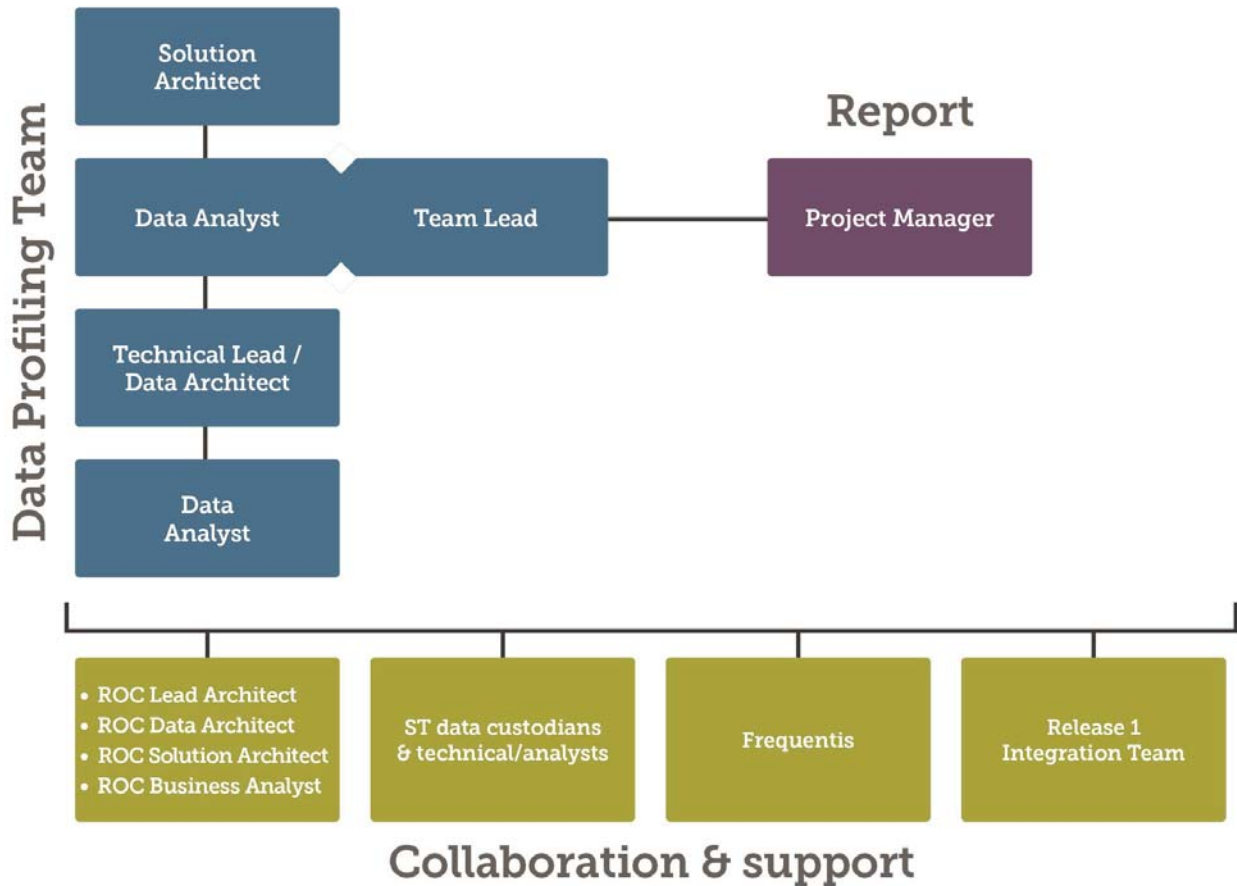 Data Profiling Team
Solution
Architect
Report
Data Analyst
Team Lead
Project Manager
Technical Lead /
Data Architect
Data
Analyst
• ROC Lead Architect
• ROC Data Architect
• ROC Solution Architect
• ROC Business Analyst
ST data custodians
& technical/analysts
Frequentis
Release 1
Integration Team
Collaboration & support